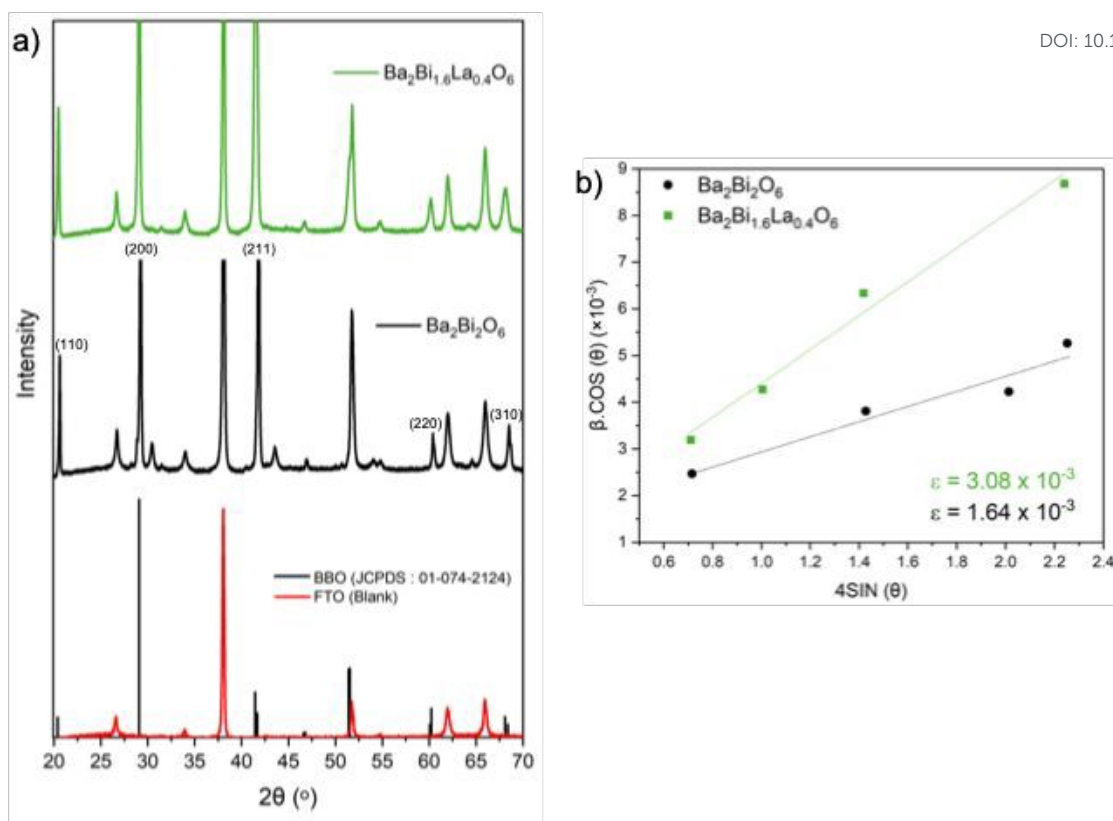 DOI: 10.1
a)
Ba₂Bi₁.₆La₀.₄O₆
(200)
(211)
Ba₂Bi₂O₆
(110)
(220)
(310)
Intensity
BBO (JCPDS : 01-074-2124)
FTO (Blank)
20 25 30 35 40 45 50 55 60 65 70
2θ (°)
b)
Ba₂Bi₂O₆
Ba₂Bi₁.₆La₀.₄O₆
9
8
7
6
5
4
3
2
1
β.COS (θ) (×10⁻³)
ε = 3.08 x 10⁻³
ε = 1.64 x 10⁻³
0.6 0.8 1.0 1.2 1.4 1.6 1.8 2.0 2.2 2.4
4SIN (θ)